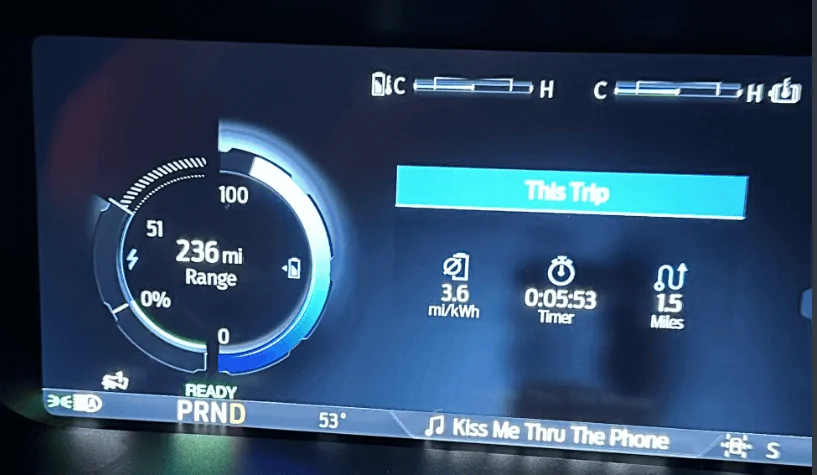 C H C H
This Trip
100
51
236 mi
Range
0%
3.6
mi/kWh
0:05:53
Timer
1.5
Miles
0
READY
PRND
53°
Kiss Me Thru The Phone
S
A